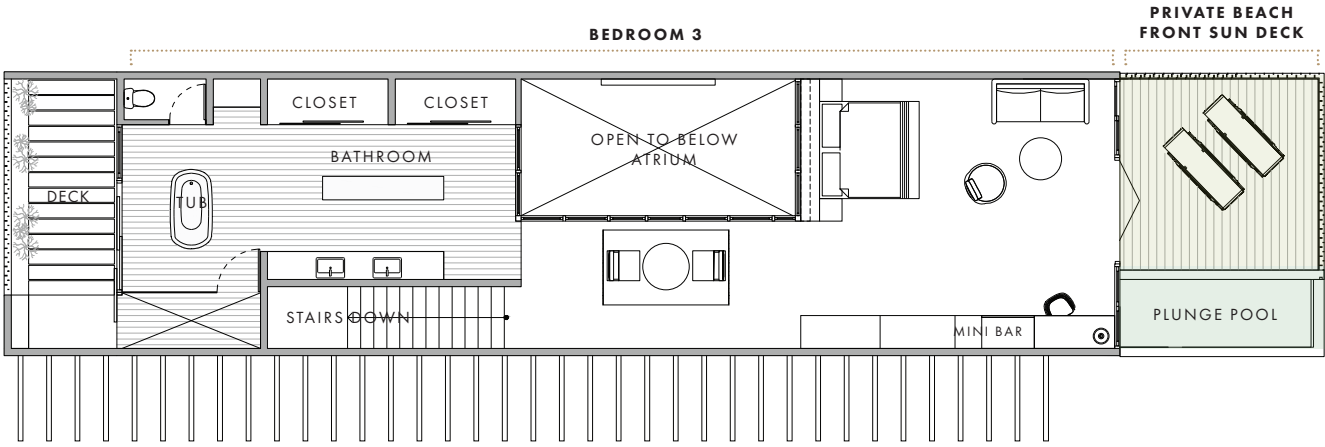 PRIVATE BEACH
FRONT SUN DECK
BEDROOM 3
CLOSET
CLOSET
OPEN TO BELOW
ATRIUM
BATHROOM
DECK
TUB
STAIRS DOWN
MINI BAR
PLUNGE POOL